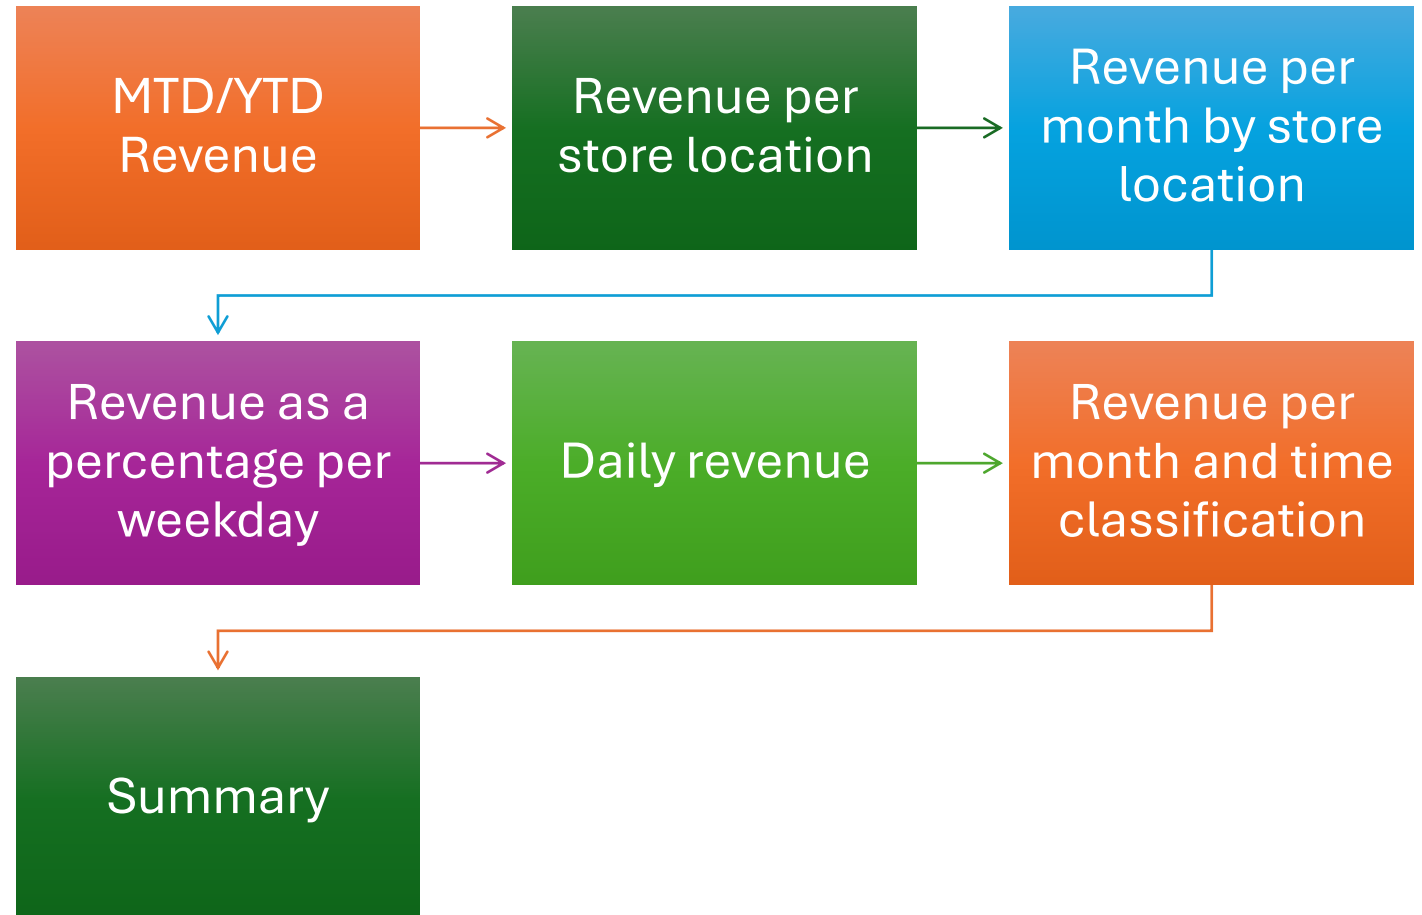 MTD/YTD
Revenue
Revenue per
store location
Revenue per
month by store
location
Revenue as a
percentage per
weekday
Daily revenue
Revenue per
month and time
classification
Summary